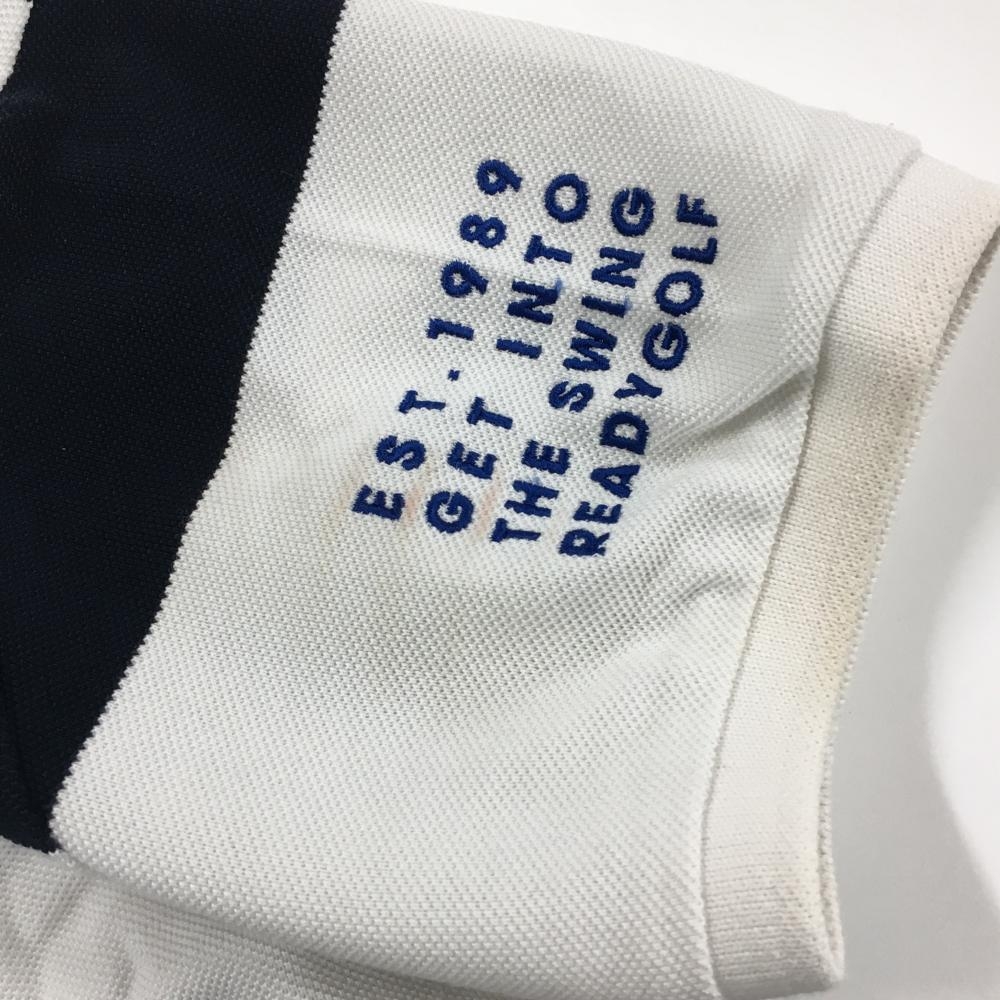 EST.1989
GET INTO
THE SWING
READYGOLF